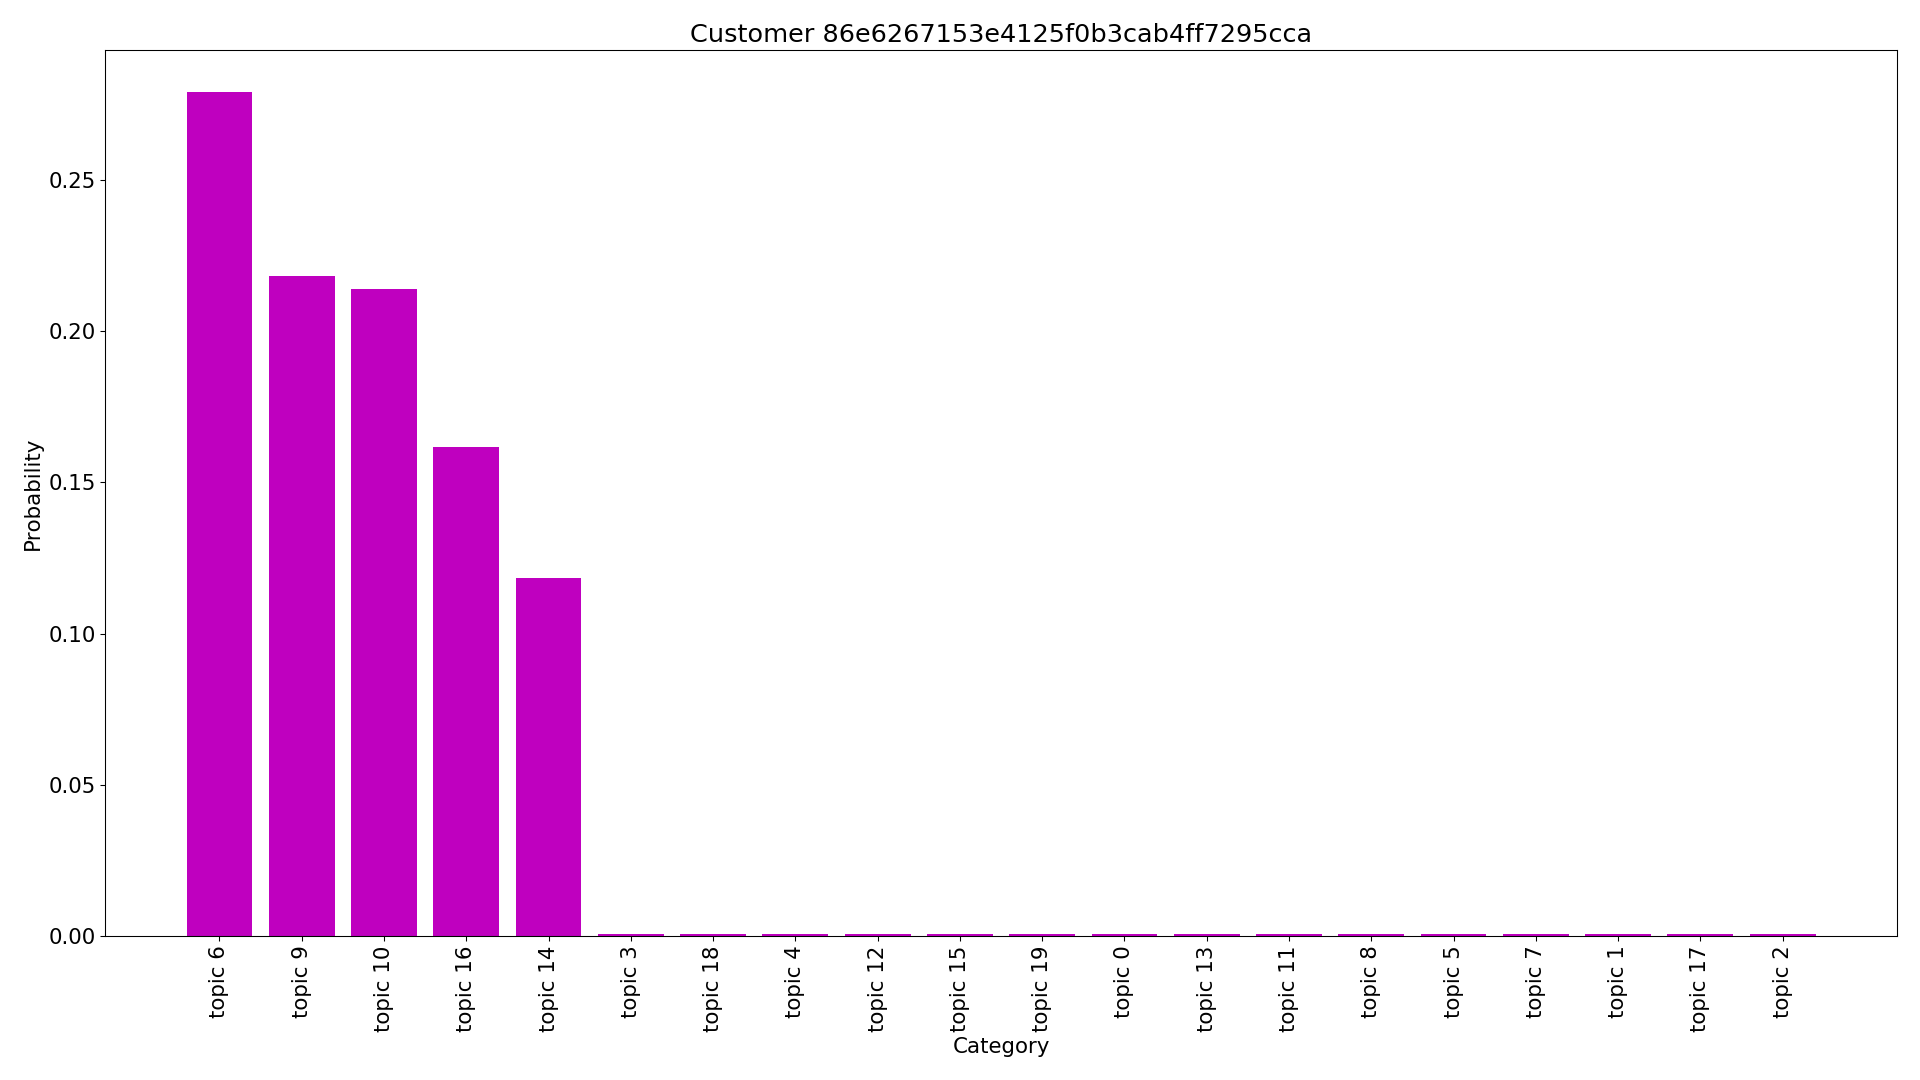 Customer 86e6267153e4125f0b3cab4ff7295cca
Probability
0.25
0.20
0.15
0.10
0.05
0.00
topic 6
topic 9
topic 10
topic 16
topic 14
topic 3
topic 18
topic 4
topic 12
topic 15
topic 19
topic 0
topic 13
topic 11
topic 8
topic 5
topic 7
topic 1
topic 17
topic 2
Category